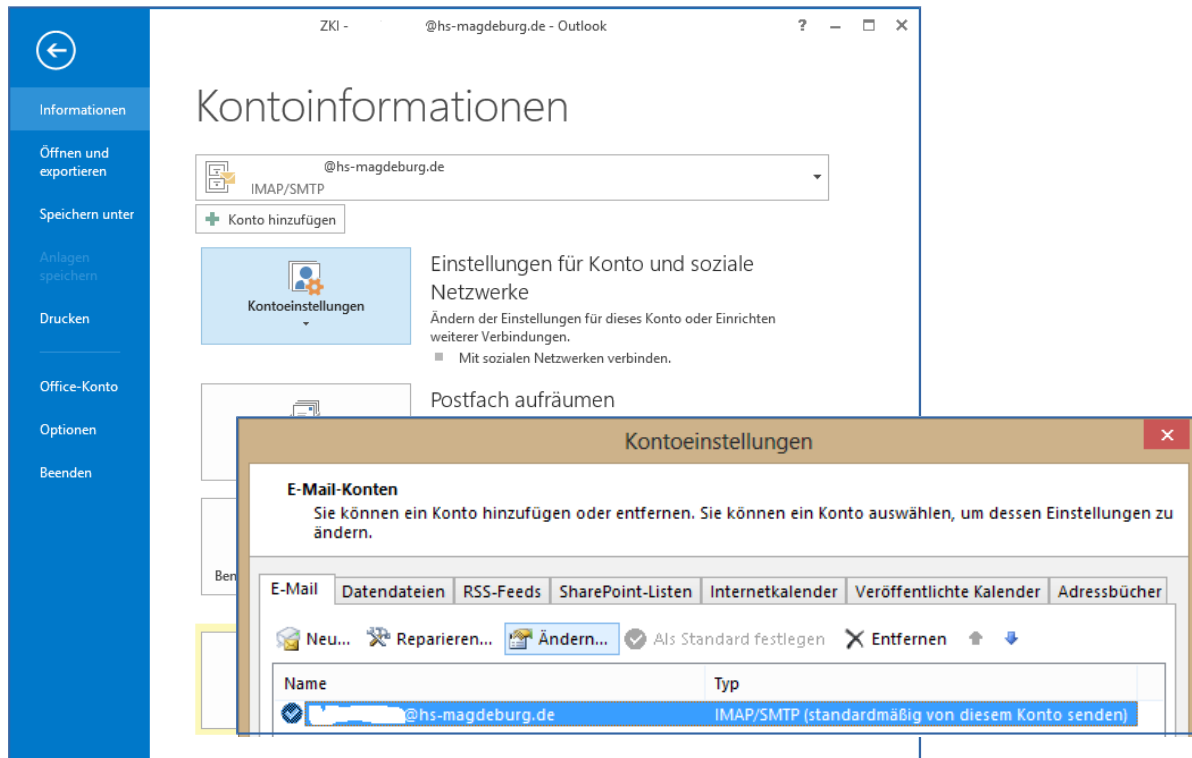 ZKI - @hs-magdeburg.de - Outlook
?
Informationen
Öffnen und
exportieren
Speichern unter
Anlagen
speichern
Drucken
Office-Konto
Optionen
Beenden
Kontoinformationen
@hs-magdeburg.de
IMAP/SMTP
Konto hinzufügen
Kontoeinstellungen
Einstellungen für Konto und soziale
Netzwerke
Ändern der Einstellungen für dieses Konto oder Einrichten
weiterer Verbindungen.
Mit sozialen Netzwerken verbinden.
Postfach aufräumen
Ben
Kontoeinstellungen
E-Mail-Konten
Sie können ein Konto hinzufügen oder entfernen. Sie können ein Konto auswählen, um dessen Einstellungen zu
ändern.
E-Mail Datendateien RSS-Feeds SharePoint-Listen Internetkalender Veröffentlichte Kalender Adressbücher
Neu... Reparieren... Ändern... Als Standard festlegen Entfernen
Name Typ
@hs-magdeburg.de IMAP/SMTP (standardmäßig von diesem Konto senden)